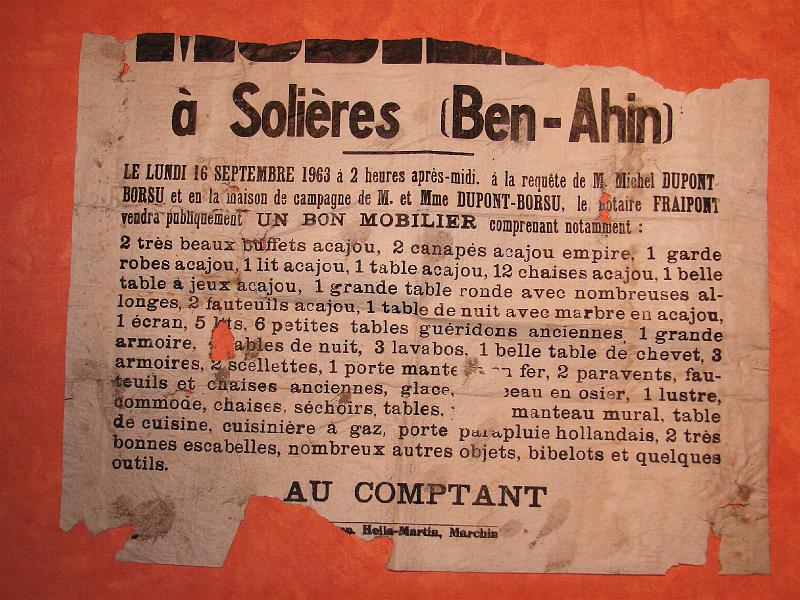 à Solières (Ben-Ahin)
LE LUNDI 16 SEPTEMBRE 1963 à 2 heures après-midi, à la requête de M. Michel DUPONT-
BORSU et en la maison de campagne de M. et Mme DUPONT-BORSU, le notaire FRAIPONT
vendra publiquement UN BON MOBILIER comprenant notamment :
2 très beaux buffets acajou, 2 canapés acajou empire, 1 garde
robes acajou, 1 lit acajou, 1 table acajou, 12 chaises acajou, 1 belle
table à jeux acajou, 1 grande table ronde avec nombreuses al-
longes, 2 fauteuils acajou, 1 table de nuit avec marbre en acajou,
1 écran, 5 lits, 6 petites tables guéridons anciennes, 1 grande
armoire, tables de nuit, 3 lavabos, 1 belle table de chevet, 3
armoires, 2 scellettes, 1 porte mante en fer, 2 paravents, fau-
teuils et chaises anciennes, glace, eau en osier, 1 lustre,
commode, chaises, séchoirs, tables, manteau mural, table
de cuisine, cuisinière à gaz, porte parapluie hollandais, 2 très
bonnes escabelles, nombreux autres objets, bibelots et quelques
outils.
AU COMPTANT
Hella-Martin, Marchin